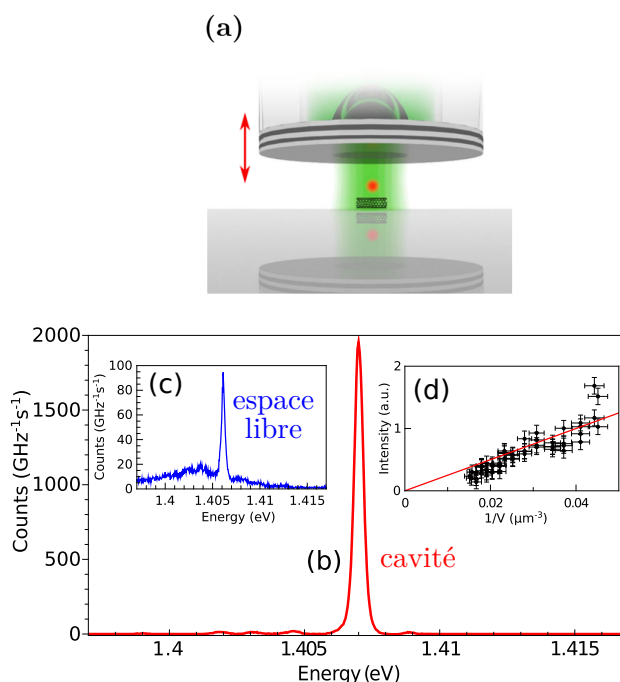 (a)
2000
1500
1000
500
0
Counts (GHz⁻¹s⁻¹)
1.4
1.405
1.41
1.415
Energy (eV)
(b)
cavité
100
80
60
40
20
0
Counts (GHz⁻¹s⁻¹)
(c)
espace
libre
1.4
1.405
1.41
1.415
Energy (eV)
2
1
0
Intensity (a.u.)
(d)
0
0.02
0.04
1/V (µm⁻³)